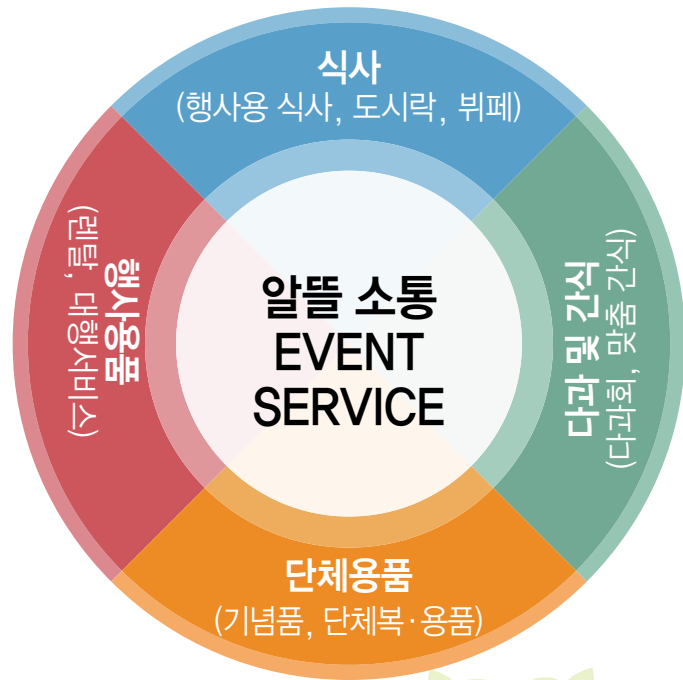 식사
(행사용 식사, 도시락, 뷔페)
행사용품
(렌탈, 대행서비스)
알뜰 소통
EVENT
SERVICE
다과 및 간식
(다과회, 맞춤 간식)
단체용품
(기념품, 단체복·용품)